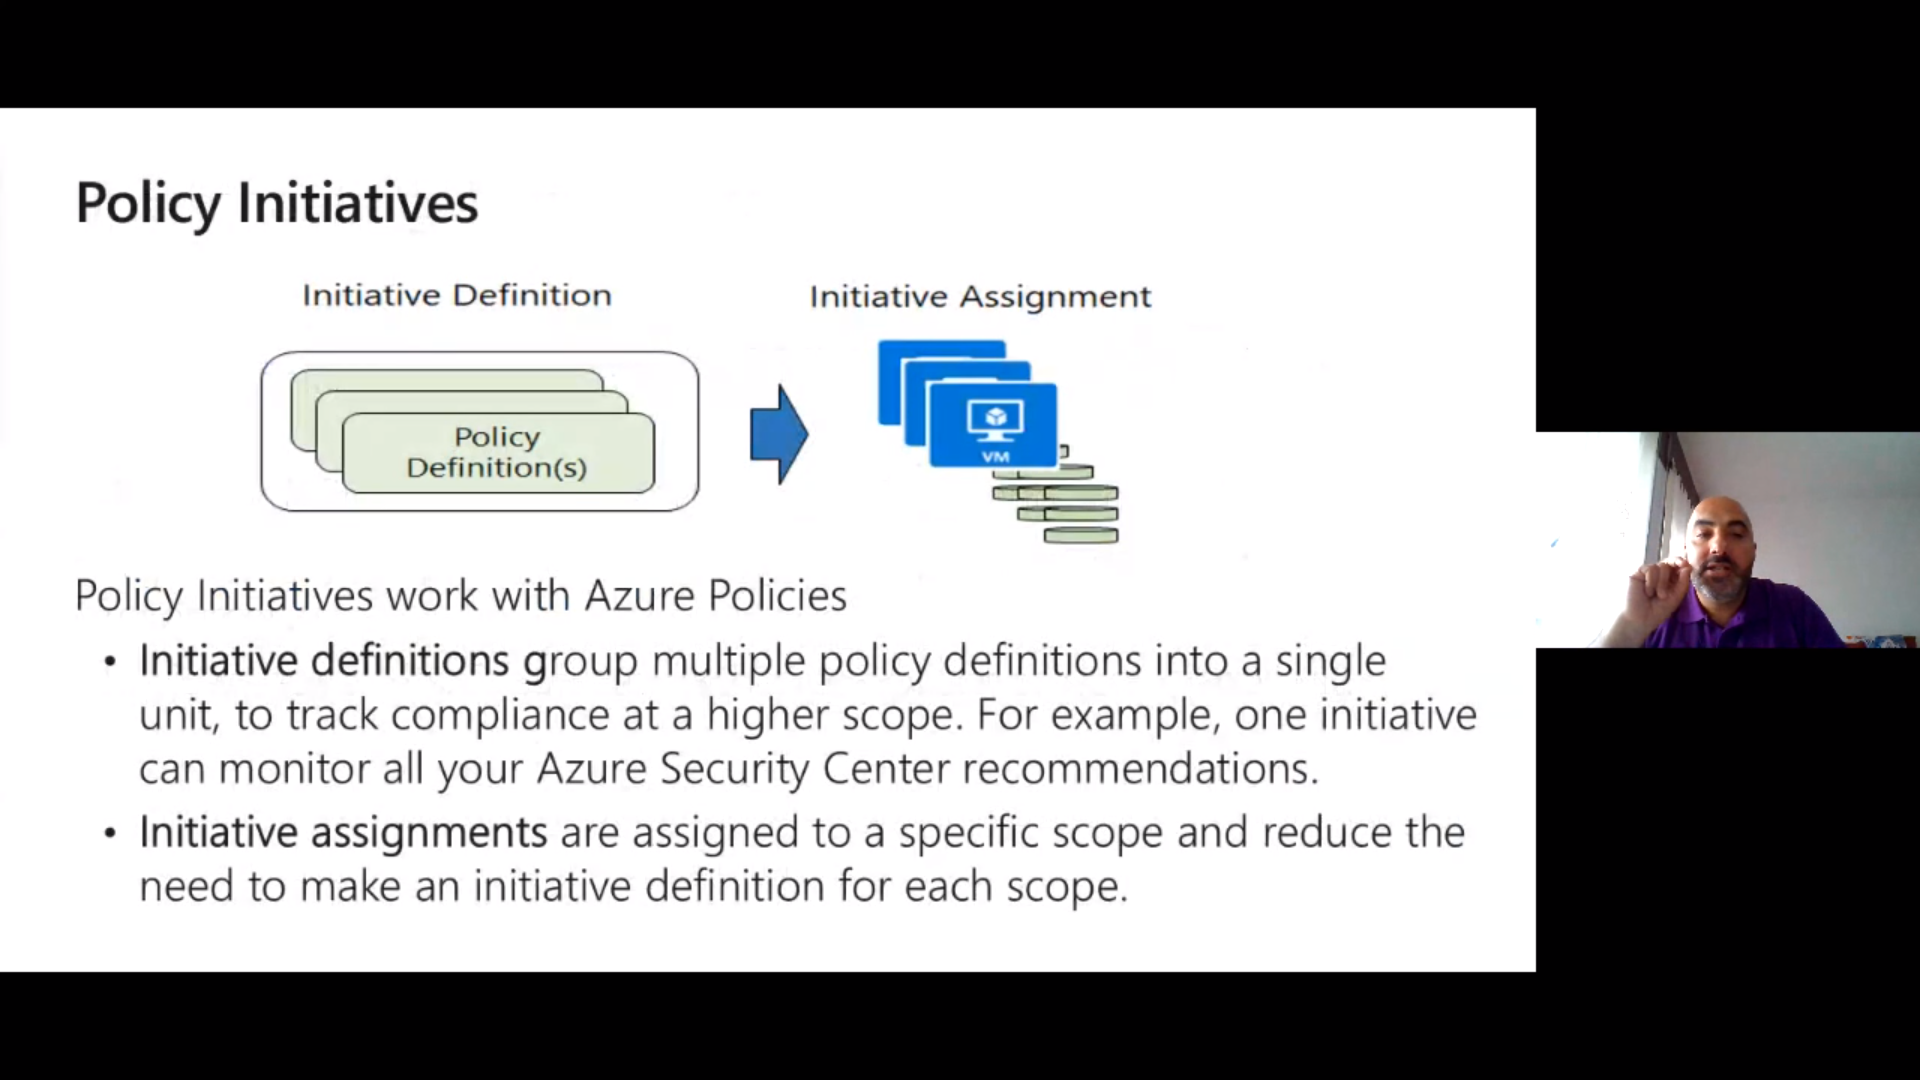 Policy Initiatives
Initiative Definition
Initiative Assignment
Policy
Definition(s)
VM
Policy Initiatives work with Azure Policies
• Initiative definitions group multiple policy definitions into a single
unit, to track compliance at a higher scope. For example, one initiative
can monitor all your Azure Security Center recommendations.
• Initiative assignments are assigned to a specific scope and reduce the
need to make an initiative definition for each scope.